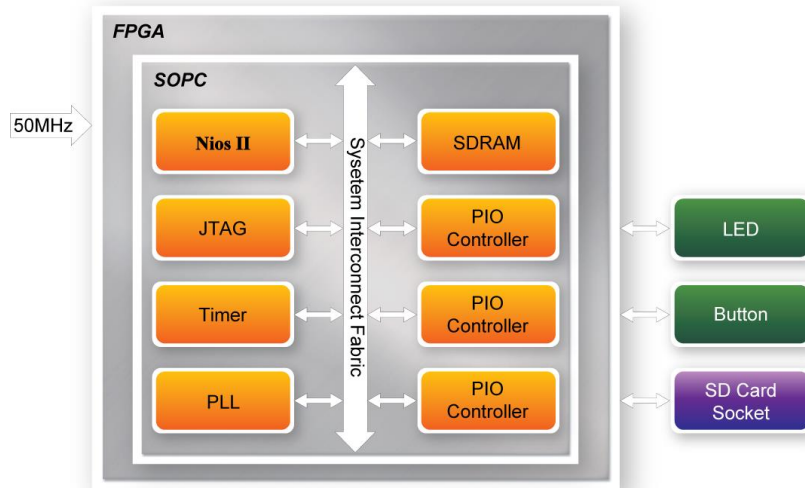 FPGA
SOPC
50MHz
Nios II
SDRAM
JTAG
PIO
Controller
LED
Timer
PIO
Controller
Button
PLL
PIO
Controller
SD Card
Socket
Sysetem Interconnect Fabric